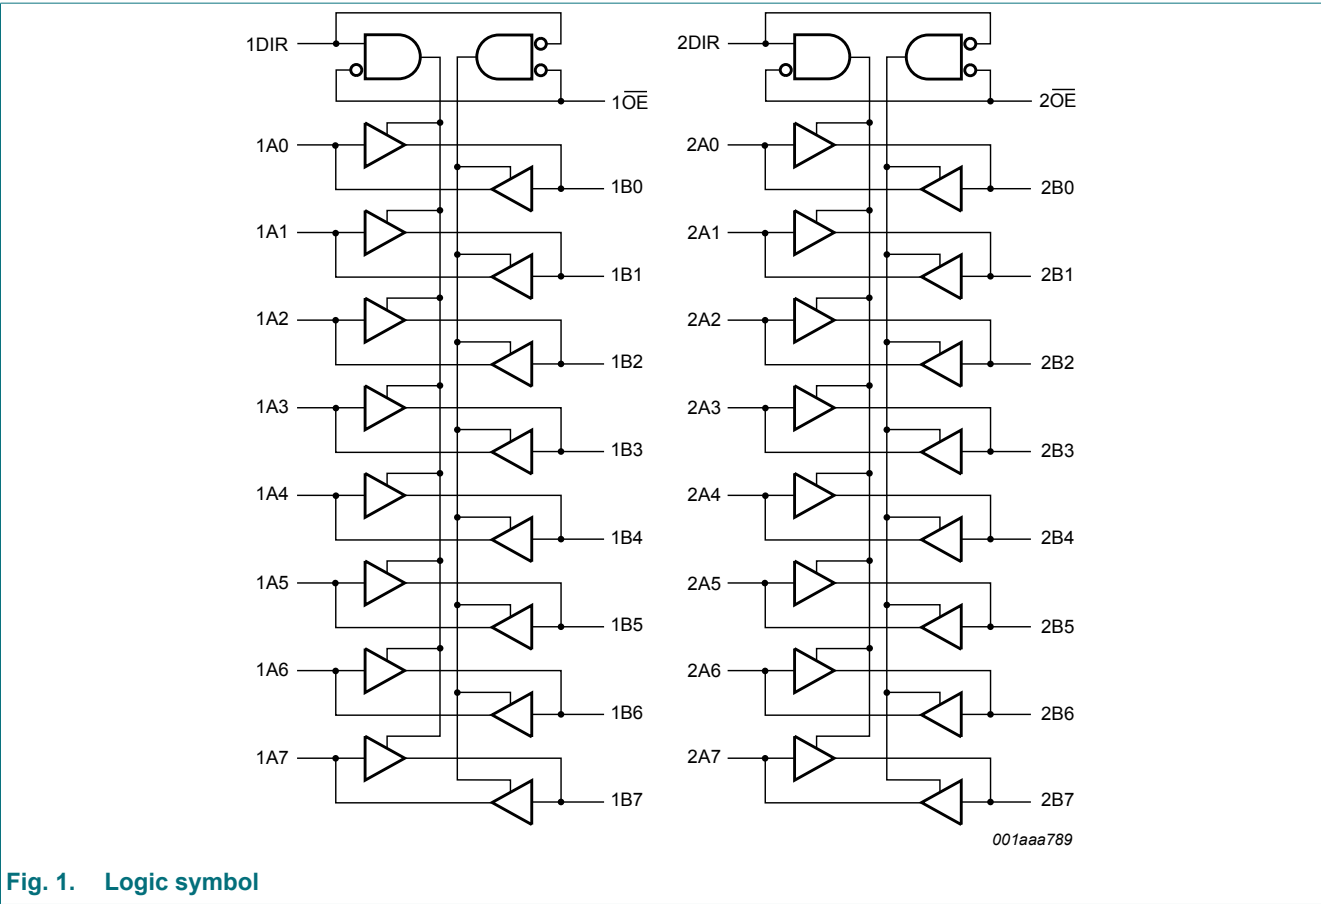 1DIR
1O̅E̅
1A0
1B0
1A1
1B1
1A2
1B2
1A3
1B3
1A4
1B4
1A5
1B5
1A6
1B6
1A7
1B7
2DIR
2O̅E̅
2A0
2B0
2A1
2B1
2A2
2B2
2A3
2B3
2A4
2B4
2A5
2B5
2A6
2B6
2A7
2B7
001aaa789
Fig. 1. Logic symbol